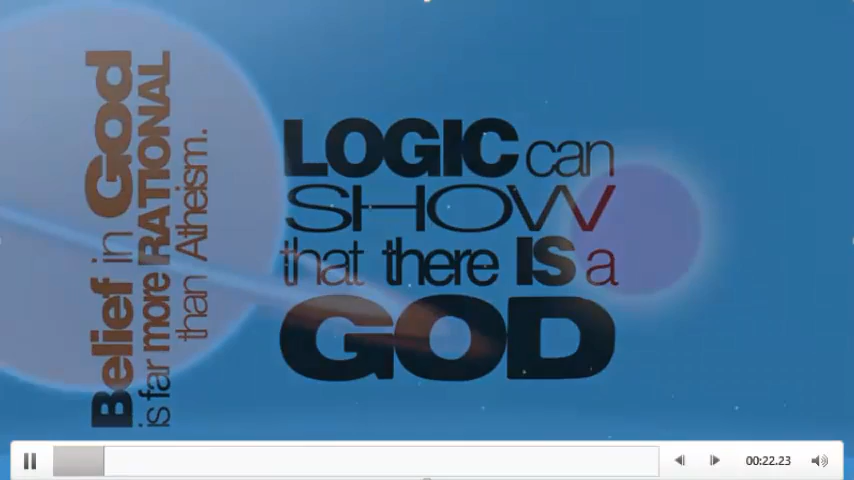 Belief in God
is far more RATIONAL
than Atheism.
LOGIC can
SHOW
that there IS a
GOD
00:22.23